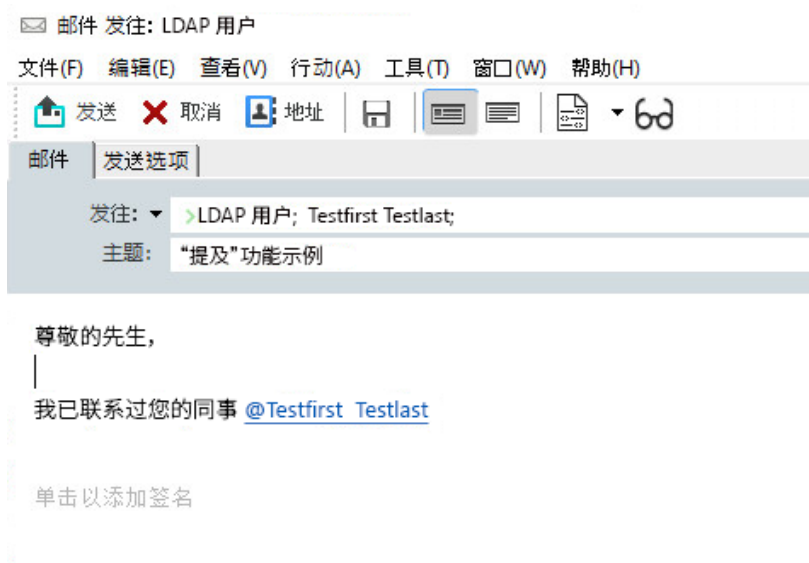 邮件 发往: LDAP 用户
文件(F) 编辑(E) 查看(V) 行动(A) 工具(T) 窗口(W) 帮助(H)
发送 取消 地址
邮件 发送选项
发往: >LDAP 用户; Testfirst Testlast;
主题: “提及”功能示例
尊敬的先生，
我已联系过您的同事 @Testfirst Testlast
单击以添加签名